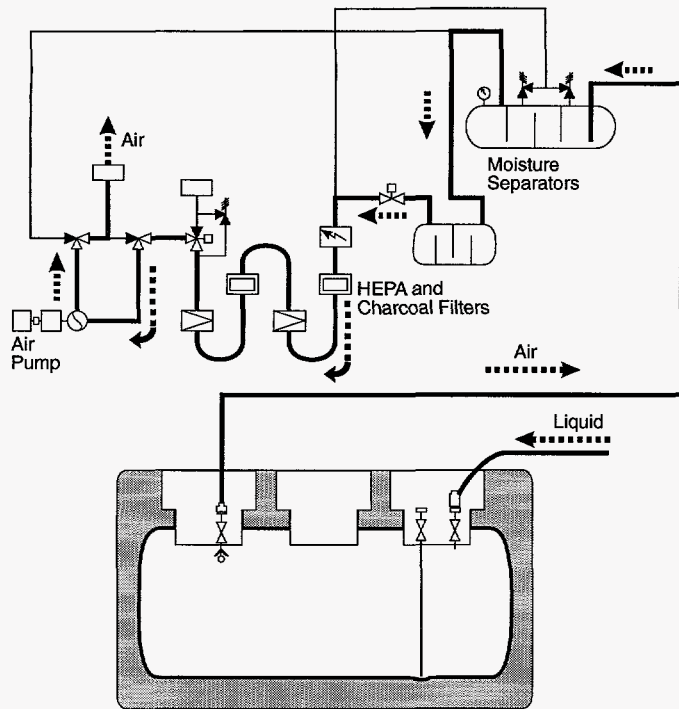 Air
Moisture
Separators
HEPA and
Charcoal Filters
Air
Pump
Air
Liquid